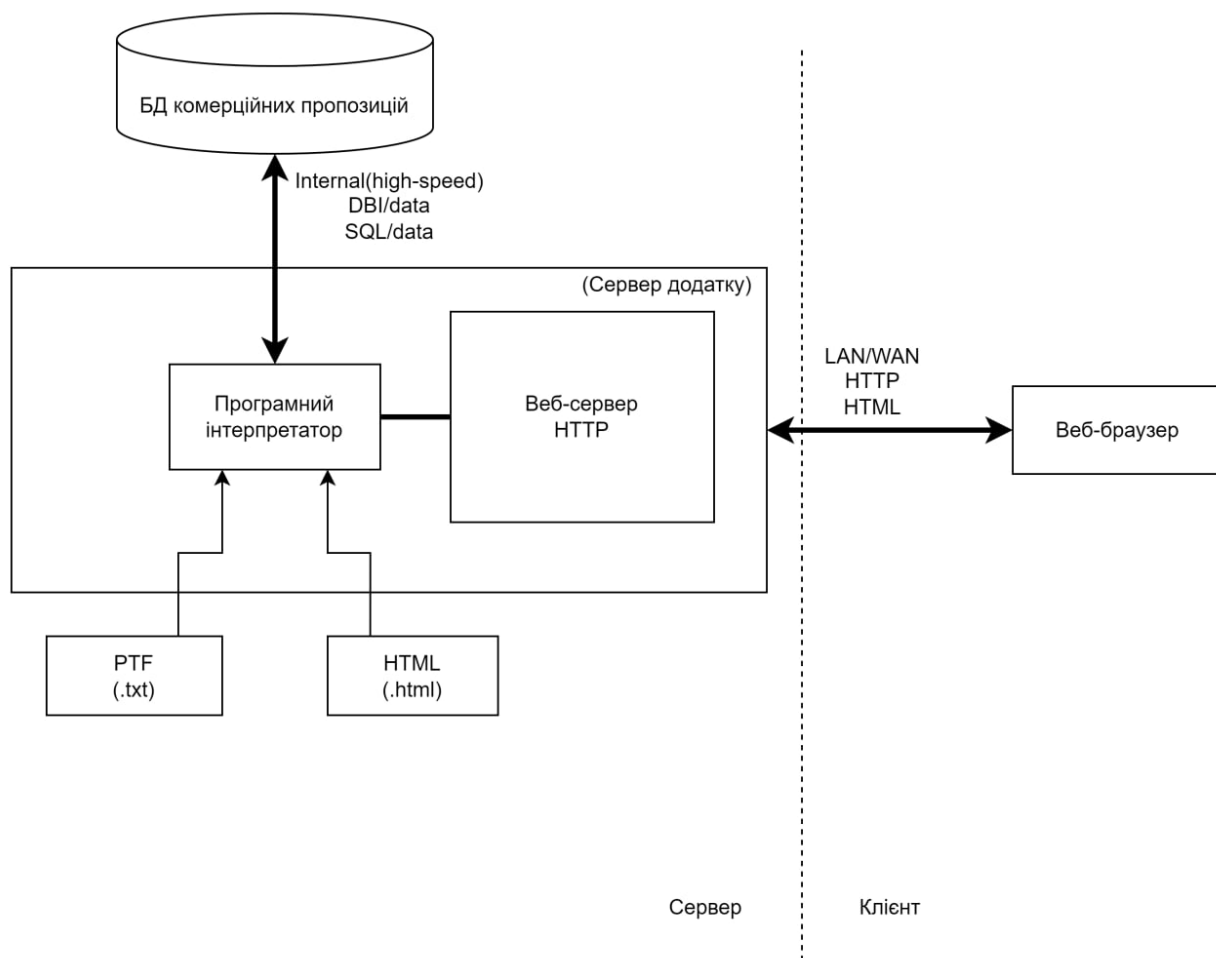 БД комерційних пропозицій
Internal(high-speed)
DBI/data
SQL/data
(Сервер додатку)
Програмний
інтерпретатор
Веб-сервер
HTTP
LAN/WAN
HTTP
HTML
Веб-браузер
PTF
(.txt)
HTML
(.html)
Сервер
Клієнт